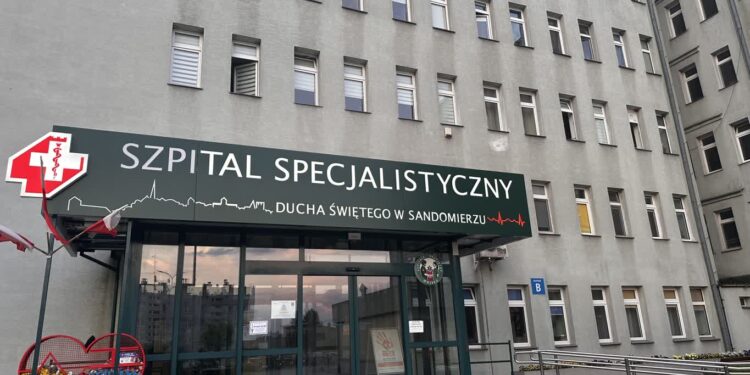 SZPITAL SPECJALISTYCZNY
DUCHA ŚWIĘTEGO W SANDOMIERZU
B